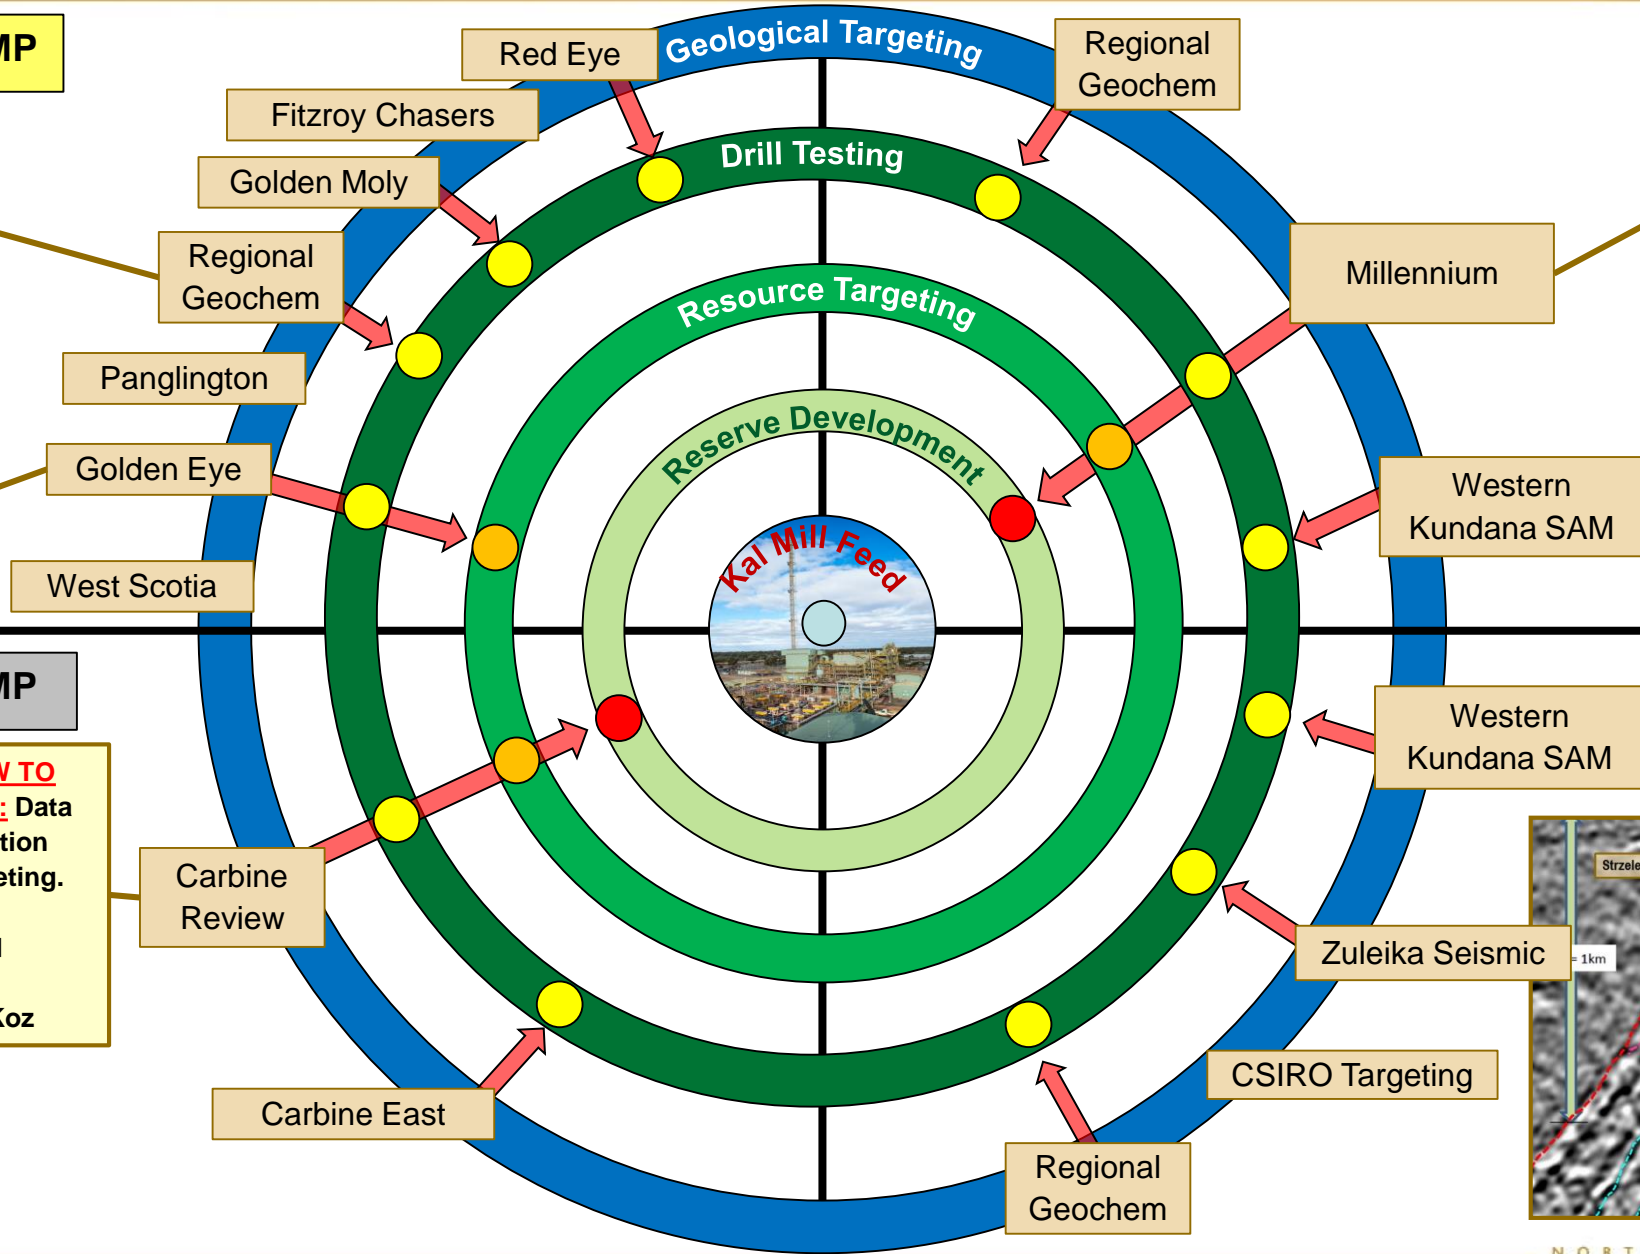 MP
Red Eye
Geological Targeting
Regional
Geochem
Fitzroy Chasers
Drill Testing
Golden Moly
Regional
Geochem
Millennium
Resource Targeting
Panglington
Reserve Development
Golden Eye
Western
Kundana SAM
Kal Mill Feed
West Scotia
MP
Western
Kundana SAM
W TO
: Data
tion
eting.
Koz
Carbine
Review
Strzele
= 1km
Zuleika Seismic
CSIRO Targeting
Carbine East
Regional
Geochem
N O R T